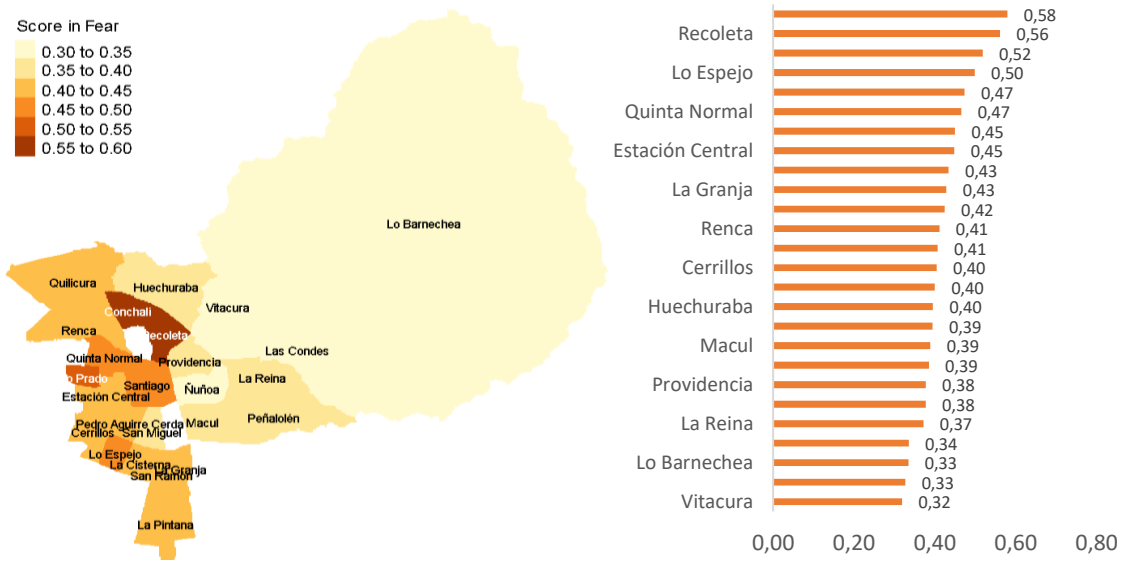 Score in Fear
0.30 to 0.35
0.35 to 0.40
0.40 to 0.45
0.45 to 0.50
0.50 to 0.55
0.55 to 0.60
Lo Barnechea
Quilicura
Huechuraba
Vitacura
Conchalí
Renca
Recoleta
Las Condes
Quinta Normal
Providencia
o Prado
Santiago
La Reina
Ñuñoa
Estación Central
Peñalolén
Pedro Aguirre Cerda
Macul
Cerrillos
San Miguel
Lo Espejo
La Cisterna
La Granja
San Ramón
La Pintana
0,58
Recoleta 0,56
0,52
Lo Espejo 0,50
0,47
Quinta Normal 0,47
0,45
Estación Central 0,45
0,43
La Granja 0,43
0,42
Renca 0,41
0,41
Cerrillos 0,40
0,40
Huechuraba 0,40
0,39
Macul 0,39
0,39
Providencia 0,38
0,38
La Reina 0,37
0,34
Lo Barnechea 0,33
0,33
Vitacura 0,32
0,00 0,20 0,40 0,60 0,80